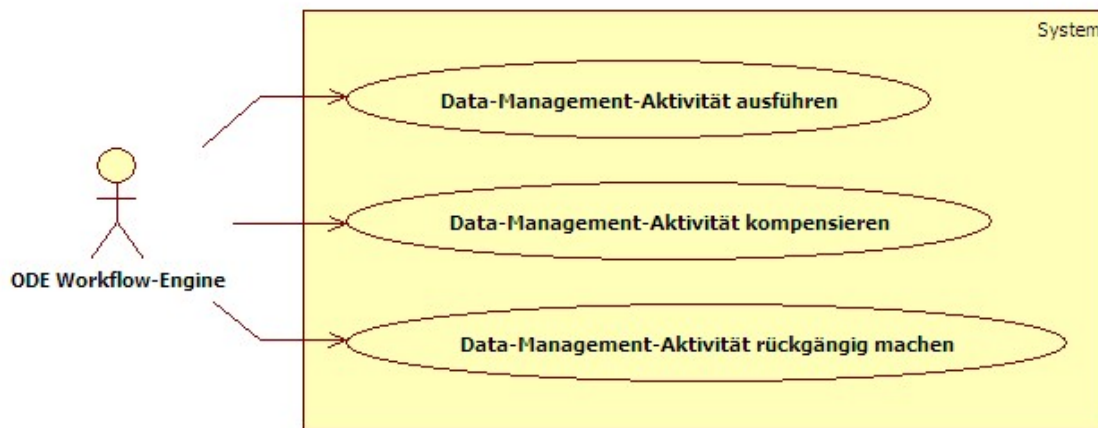 System
Data-Management-Aktivität ausführen
Data-Management-Aktivität kompensieren
ODE Workflow-Engine
Data-Management-Aktivität rückgängig machen